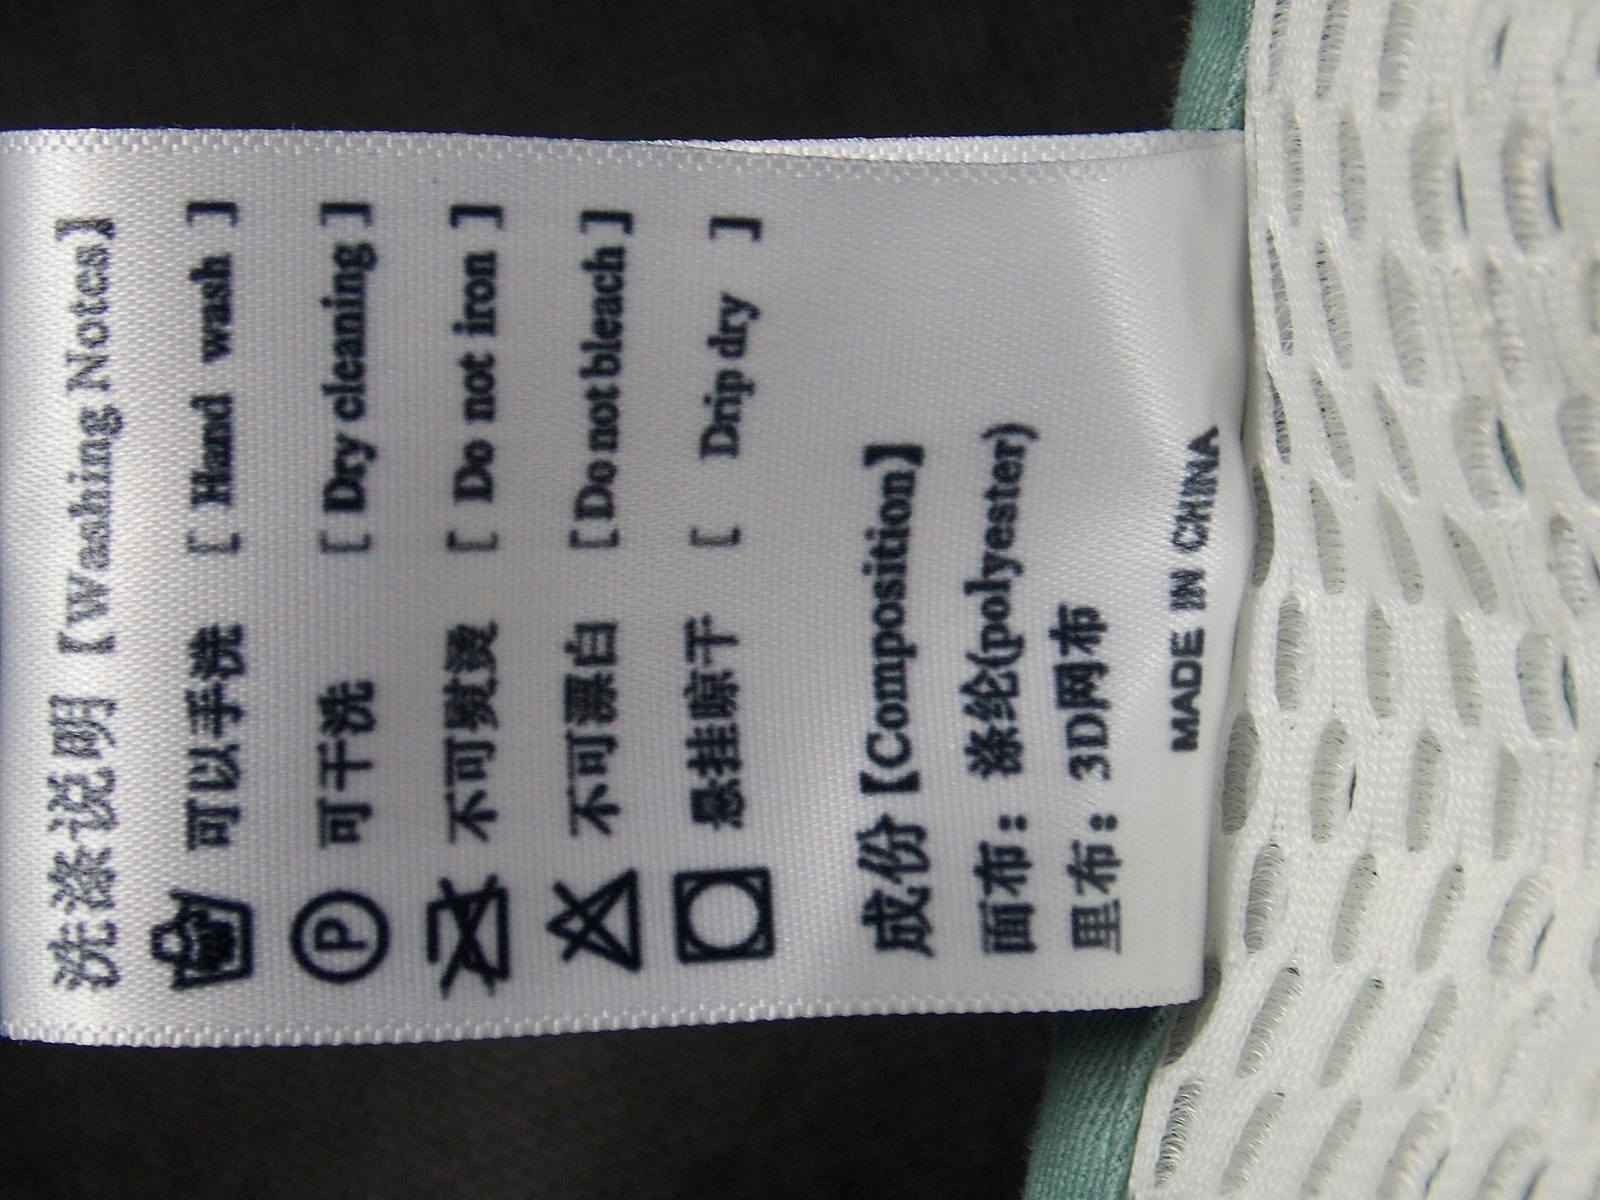 洗涤说明【Washing Notes】
可以手洗 [ Hand wash ]
P 可干洗 [ Dry cleaning ]
不可熨烫 [ Do not iron ]
不可漂白 [ Do not bleach ]
悬挂晾干 [ Drip dry ]
成份【Composition】
面布：涤纶(polyester)
里布：3D网布
MADE IN CHINA